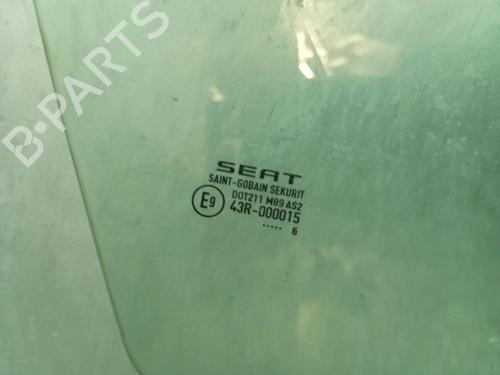 B-PARTS
SEAT
SAINT-GOBAIN SEKURIT
DOT211 M89 AS2
E9 43R-000015
..... 6